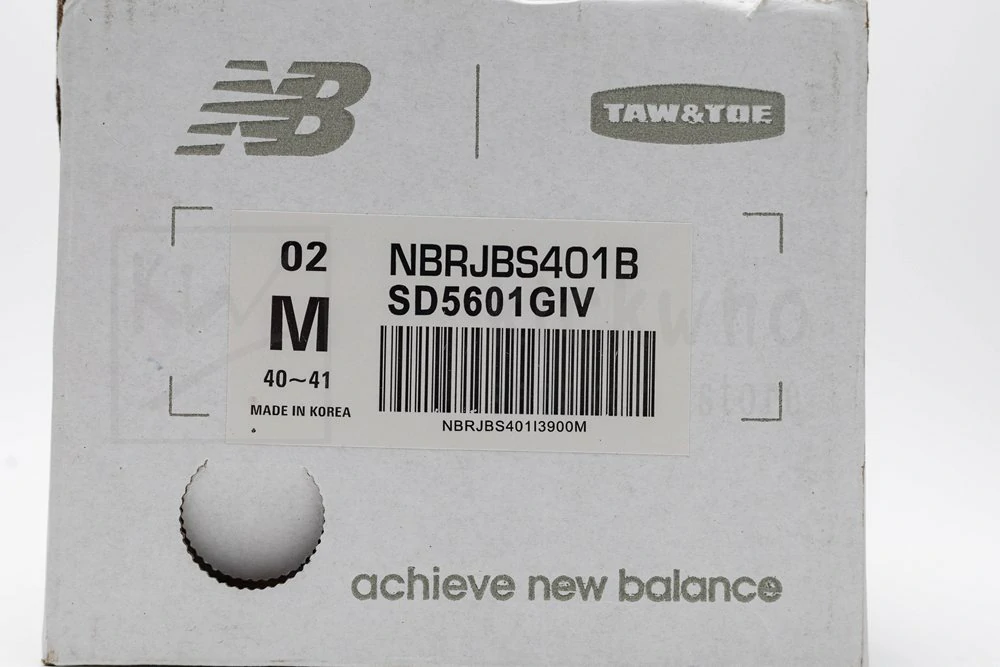 NB
TAW&TOE
02
M
40~41
MADE IN KOREA
NBRJBS401B
SD5601GIV
NBRJBS401I3900M
achieve new balance